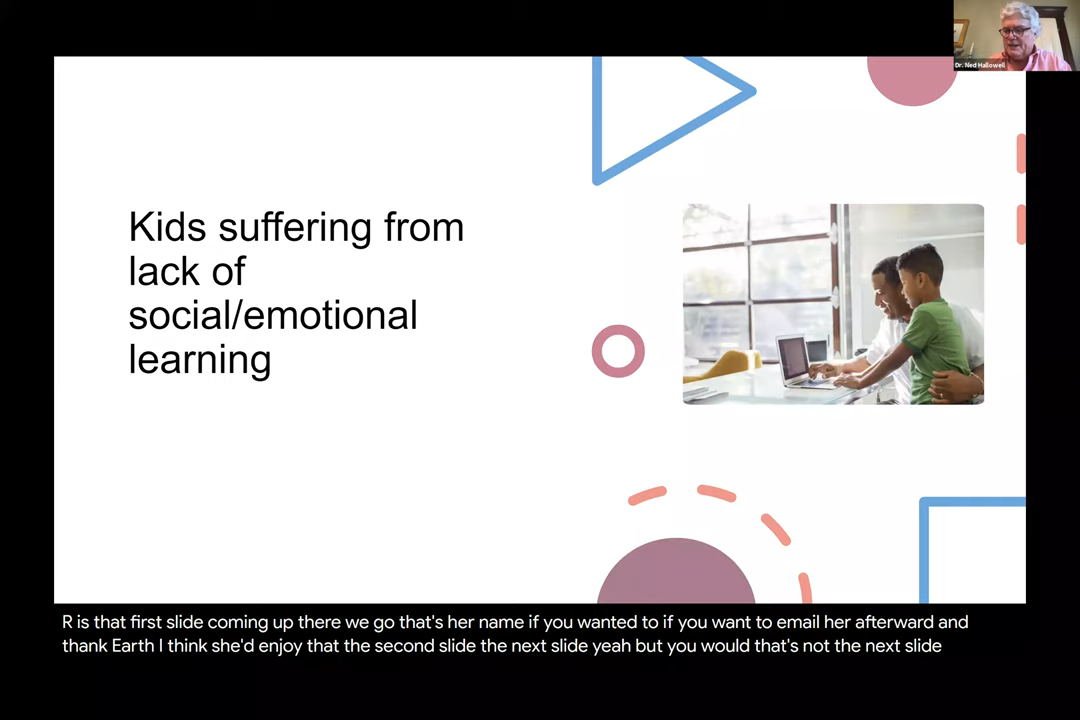 Dr. Ned Hallowell
Kids suffering from
lack of
social/emotional
learning
R is that first slide coming up there we go that's her name if you wanted to if you want to email her afterward and
thank Earth I think she'd enjoy that the second slide the next slide yeah but you would that's not the next slide